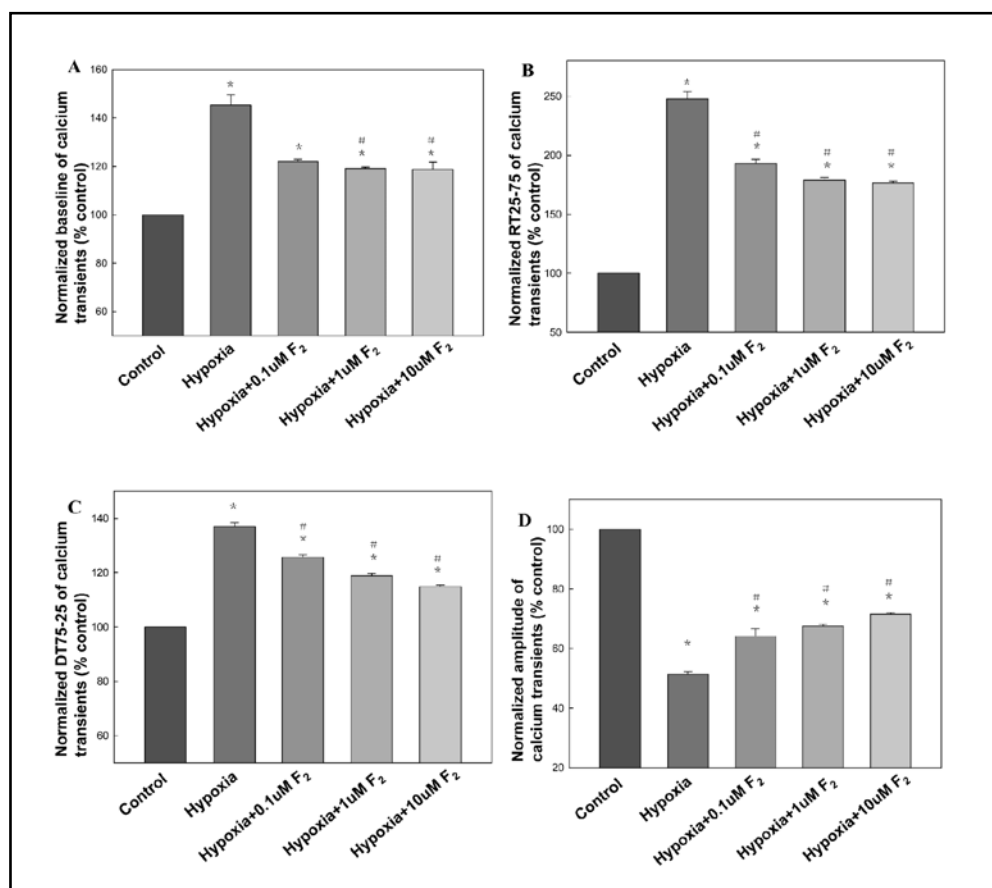 A
Normalized baseline of calcium
transients (% control)
160
140
120
100
80
60
*
*
#
*
#
*
Control
Hypoxia
Hypoxia+0.1uM F₂
Hypoxia+1uM F₂
Hypoxia+10uM F₂
B
Normalized RT25-75 of calcium
transients (% control)
250
200
150
100
50
*
#
*
#
*
#
*
Control
Hypoxia
Hypoxia+0.1uM F₂
Hypoxia+1uM F₂
Hypoxia+10uM F₂
C
Normalized DT75-25 of calcium
transients (% control)
140
120
100
80
60
*
#
*
#
*
#
*
Control
Hypoxia
Hypoxia+0.1uM F₂
Hypoxia+1uM F₂
Hypoxia+10uM F₂
D
Normalized amplitude of
calcium transients (% control)
100
80
60
40
20
*
#
*
#
*
#
*
Control
Hypoxia
Hypoxia+0.1uM F₂
Hypoxia+1uM F₂
Hypoxia+10uM F₂